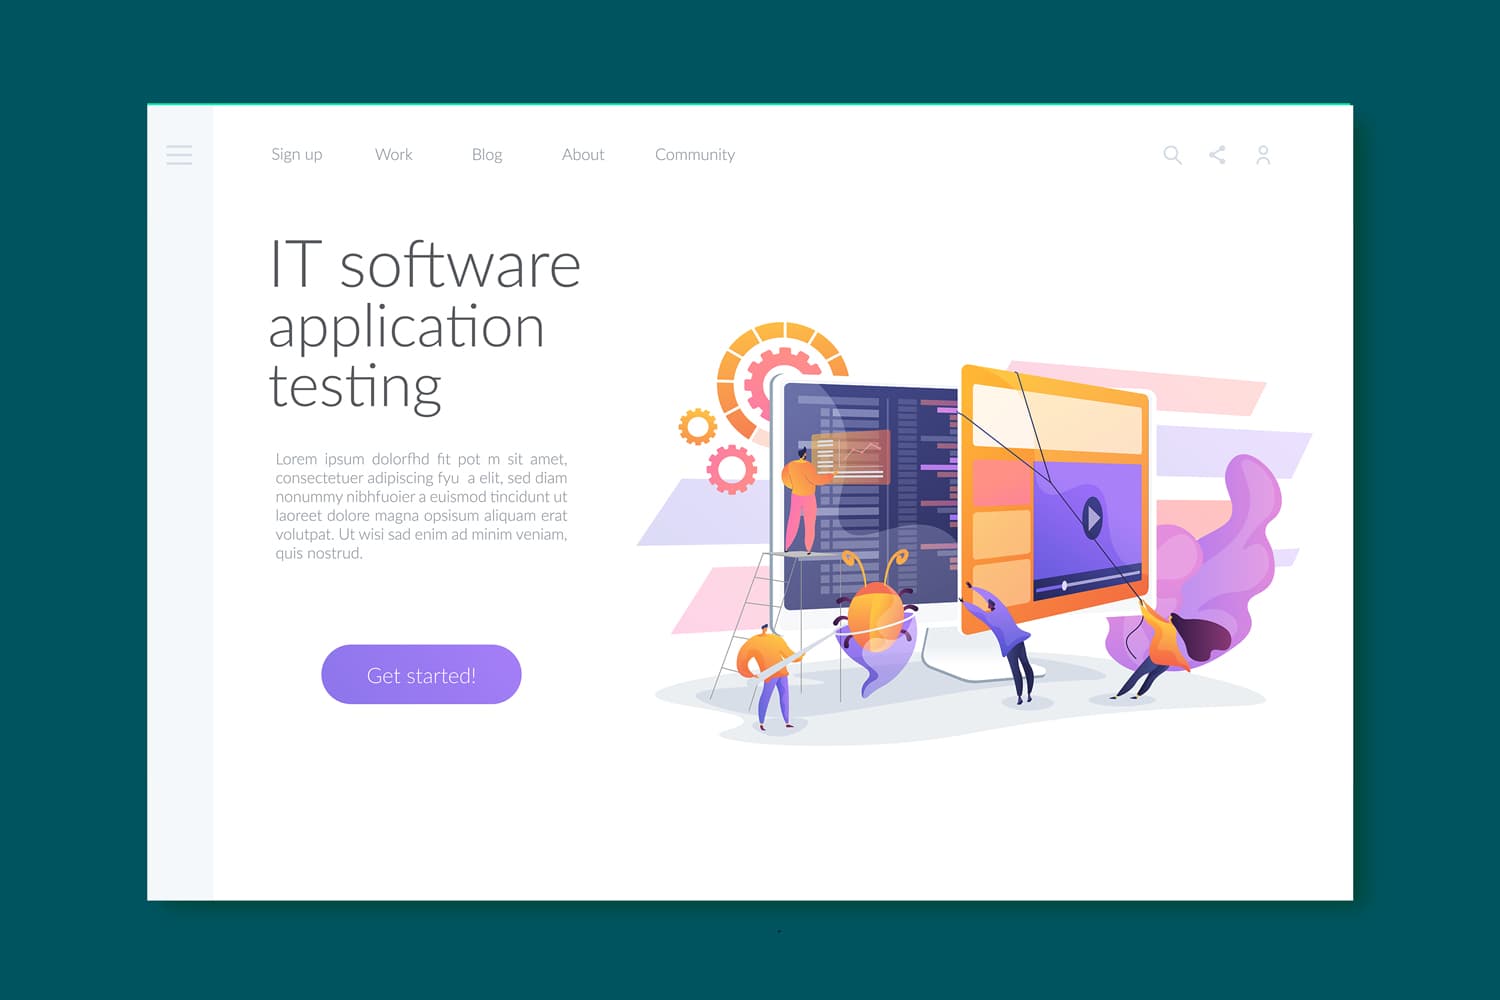 Sign up Work Blog About Community
IT software
application
testing
Lorem ipsum dolorfhd fit pot m sit amet,
consectetuer adipiscing fyu a elit, sed diam
nonummy nibhfuoier a euismod tincidunt ut
laoreet dolore magna opsisum aliquam erat
volutpat. Ut wisi sad enim ad minim veniam,
quis nostrud.
Get started!